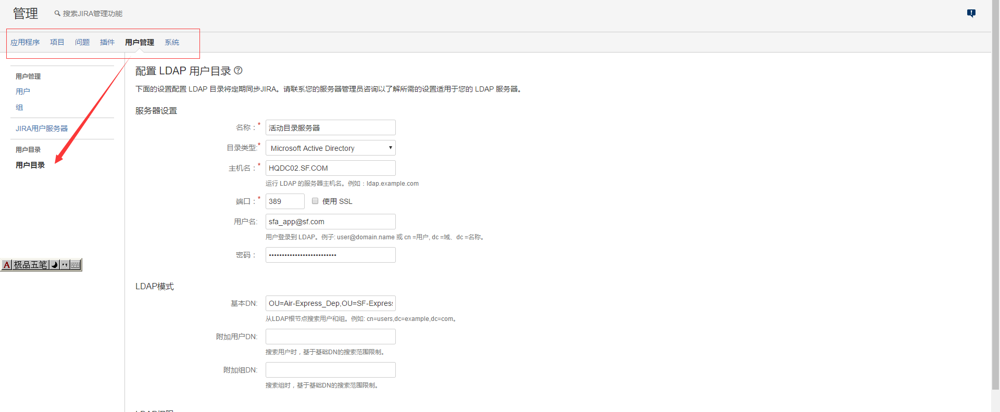 管理 搜索JIRA管理功能
应用程序 项目 问题 插件 用户管理 系统
用户管理
用户
组
JIRA用户服务器
用户目录
用户目录
A 极品五笔
配置 LDAP 用户目录
下面的设置配置 LDAP 目录将定期同步JIRA。请联系您的服务器管理员咨询以了解所需的设置适用于您的 LDAP 服务器。
服务器设置
名称：* 活动目录服务器
目录类型:* Microsoft Active Directory
主机名：* HQDC02.SF.COM
运行 LDAP 的服务器主机名。例如：ldap.example.com
端口：* 389 使用 SSL
用户名: sfa_app@sf.com
用户登录到 LDAP。例子: user@domain.name 或 cn =用户, dc =域、dc =名称。
密码： ••••••••••••••••••••••••••
LDAP模式
基本DN: OU=Air-Express_Dep,OU=SF-Express
从LDAP根节点搜索用户和组。例如: cn=users,dc=example,dc=com。
附加用户DN:
搜索用户时，基于基础DN的搜索范围限制。
附加组DN:
搜索组时，基于基础DN的搜索范围限制。
LDAP权限